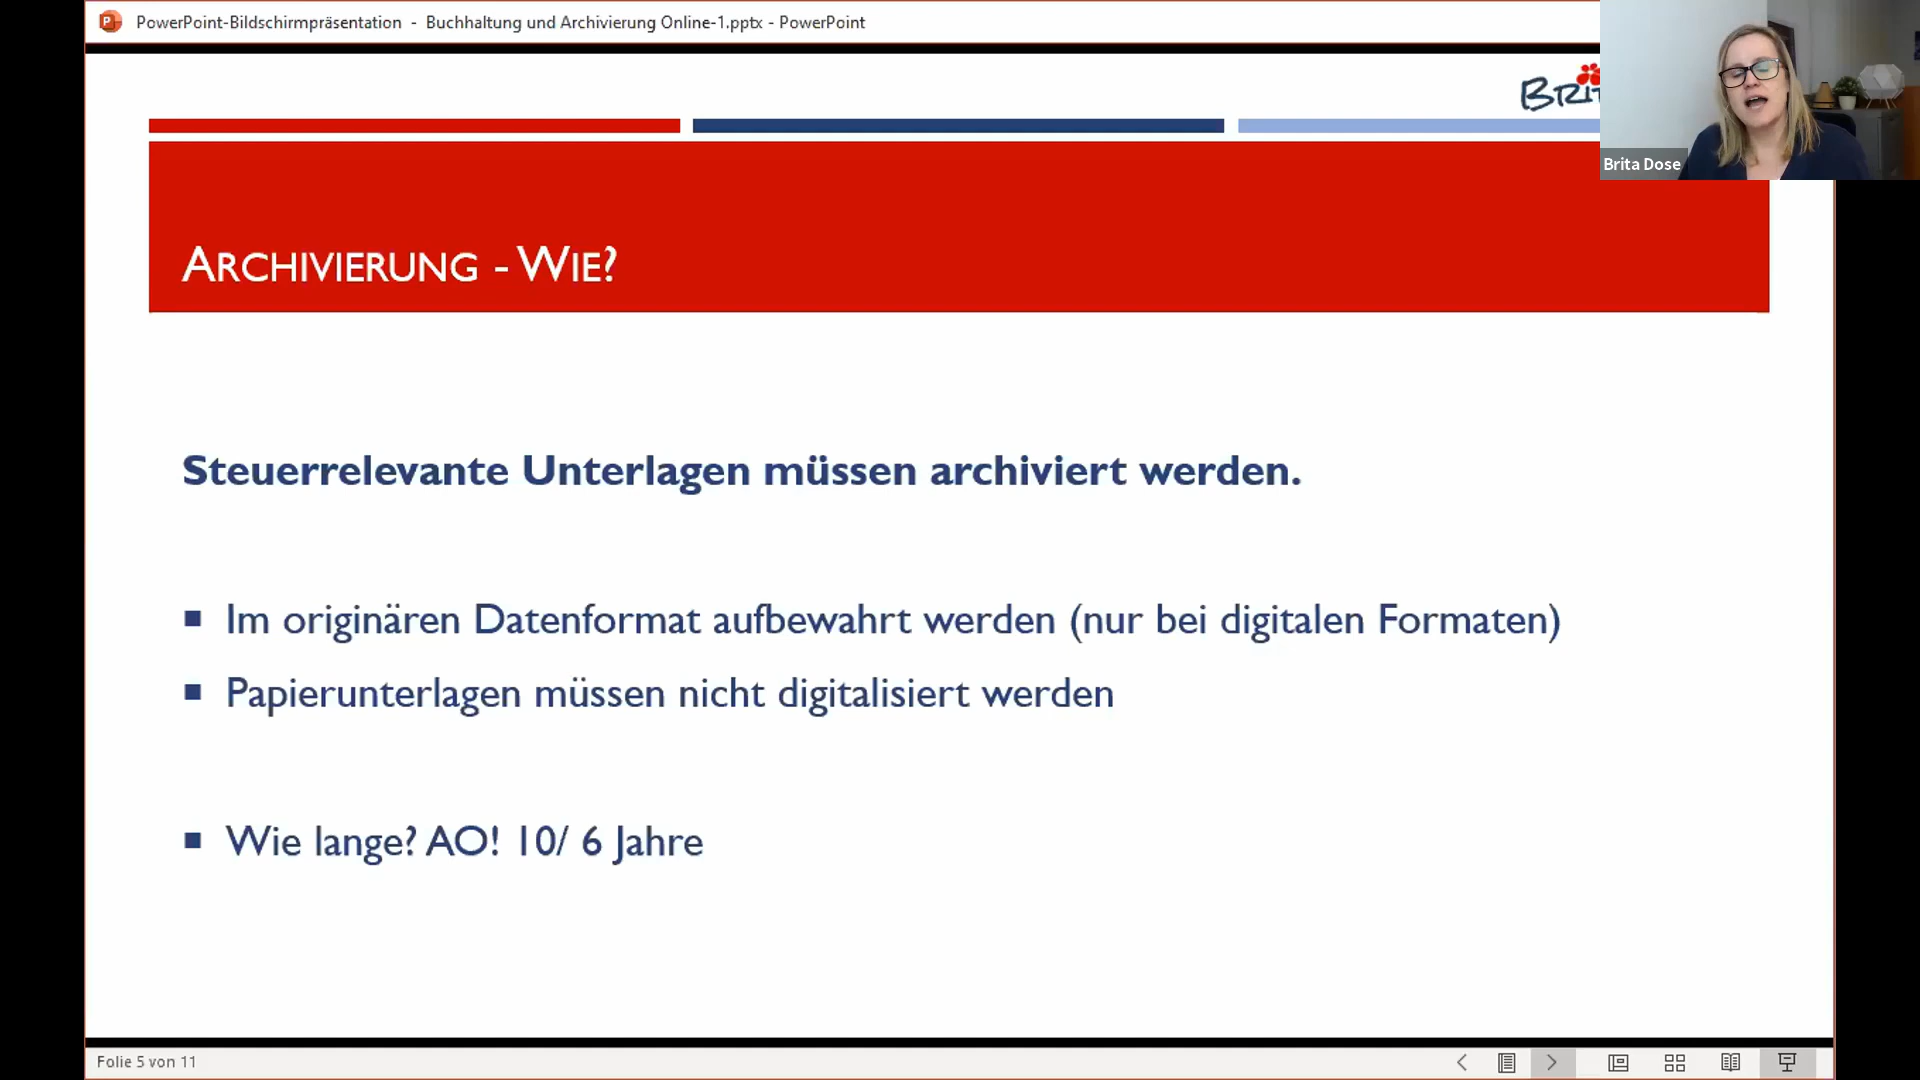 PowerPoint-Bildschirmpräsentation - Buchhaltung und Archivierung Online-1.pptx - PowerPoint
Brita Dose
ARCHIVIERUNG - WIE?
Steuerrelevante Unterlagen müssen archiviert werden.
▪ Im originären Datenformat aufbewahrt werden (nur bei digitalen Formaten)
▪ Papierunterlagen müssen nicht digitalisiert werden
▪ Wie lange? AO! 10/ 6 Jahre
Folie 5 von 11